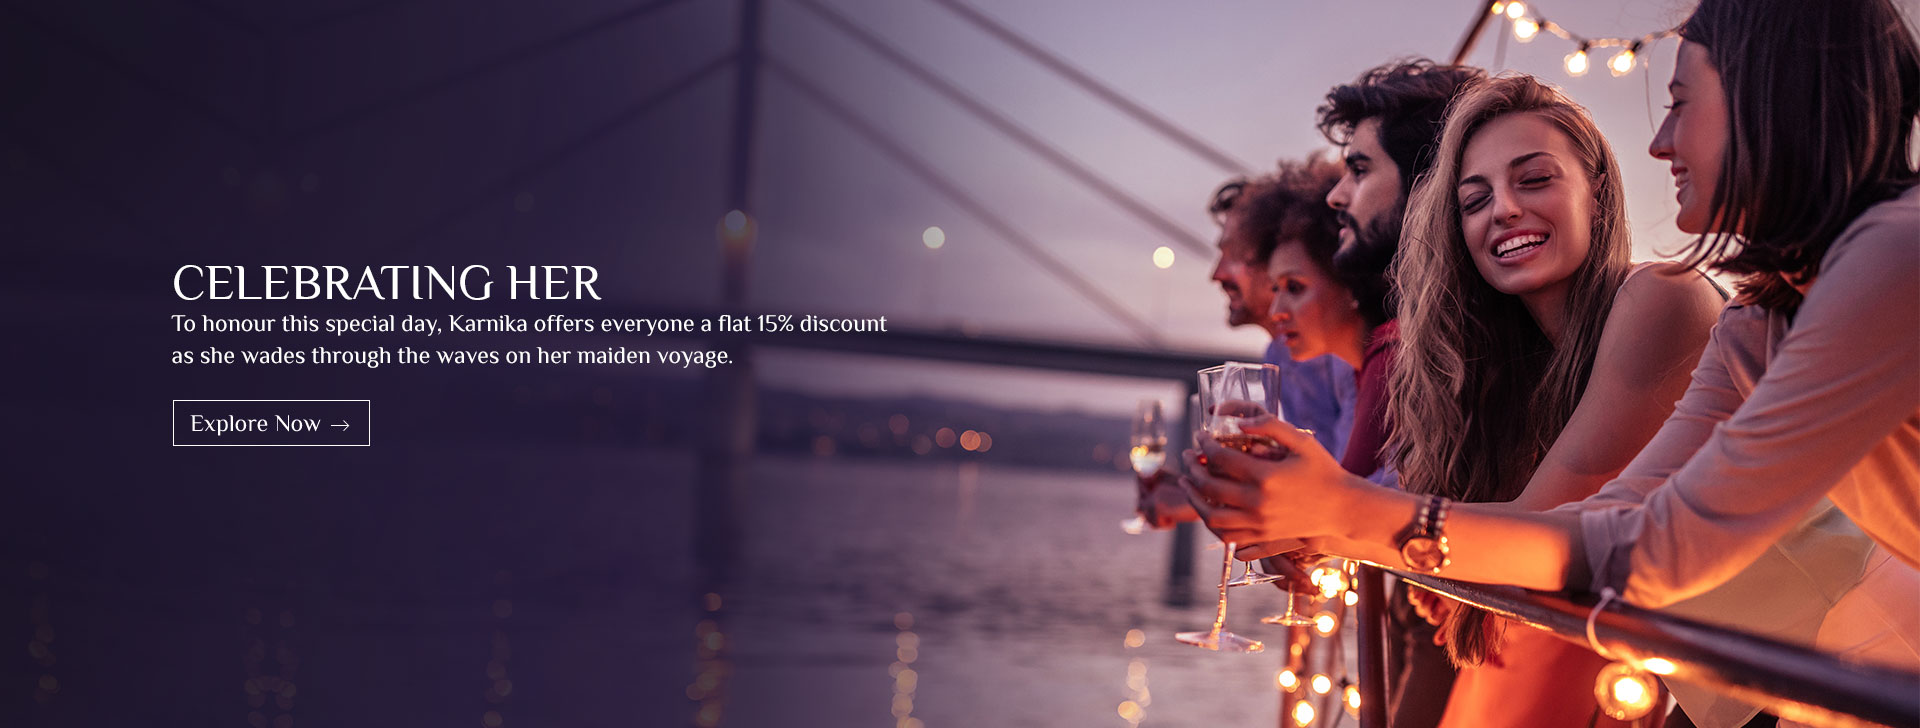 CELEBRATING HER
To honour this special day, Karnika offers everyone a flat 15% discount
as she wades through the waves on her maiden voyage.
Explore Now →